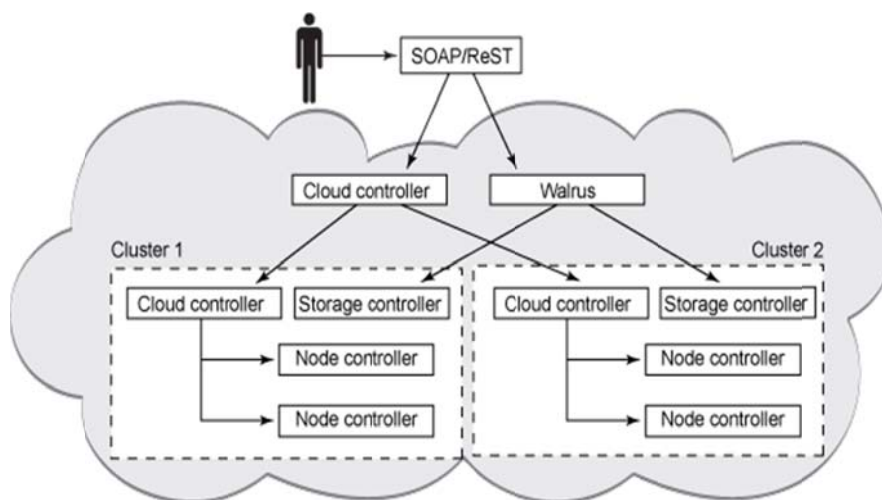 SOAP/ReST
Cloud controller
Walrus
Cluster 1
Cluster 2
Cloud controller
Storage controller
Cloud controller
Storage controller
Node controller
Node controller
Node controller
Node controller